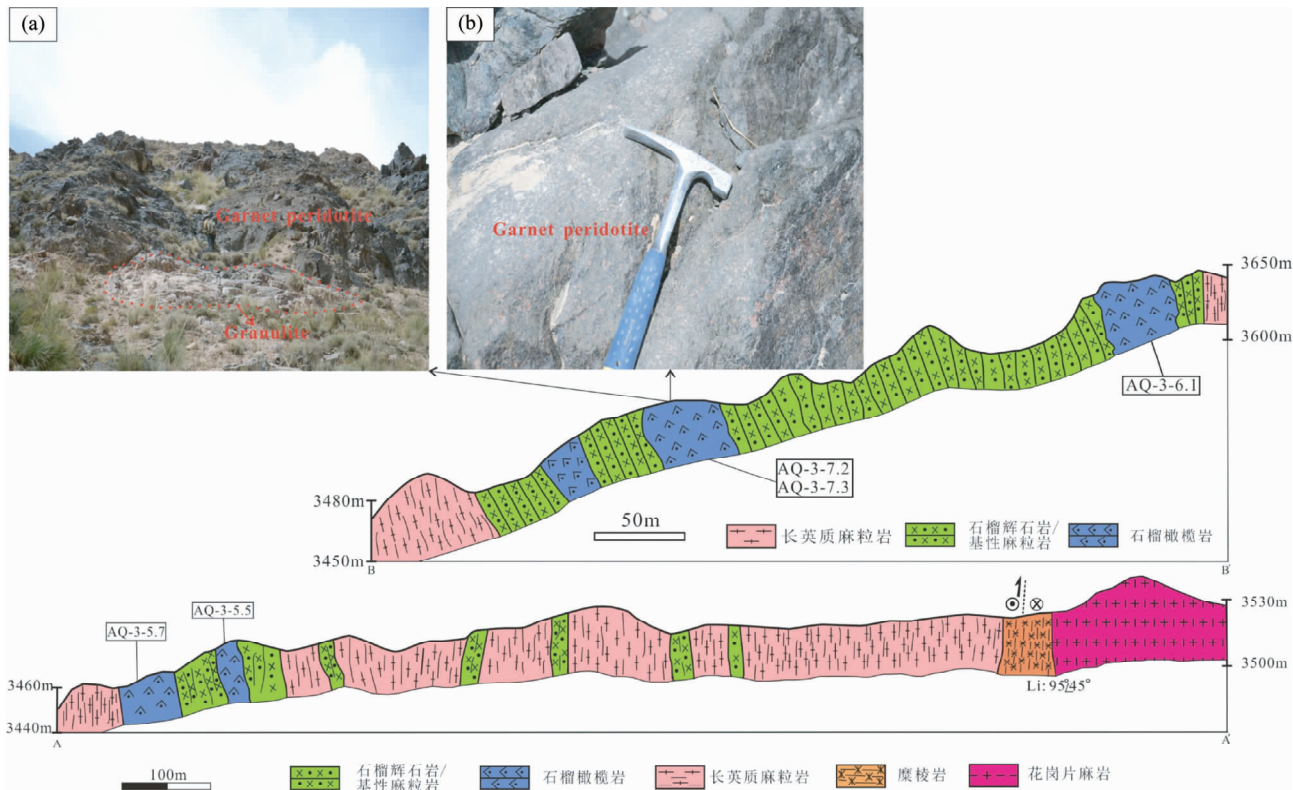 (a)
(b)
Garnet peridotite
Granulite
Garnet peridotite
3650m
3600m
AQ-3-6.1
AQ-3-7.2
AQ-3-7.3
3480m
3450m
B
B'
50m
长英质麻粒岩
石榴辉石岩/
基性麻粒岩
石榴橄榄岩
AQ-3-5.7
AQ-3-5.5
3530m
3500m
3460m
3440m
Li: 95°∠45°
A
A'
100m
石榴辉石岩/
基性麻粒岩
石榴橄榄岩
长英质麻粒岩
糜棱岩
花岗片麻岩